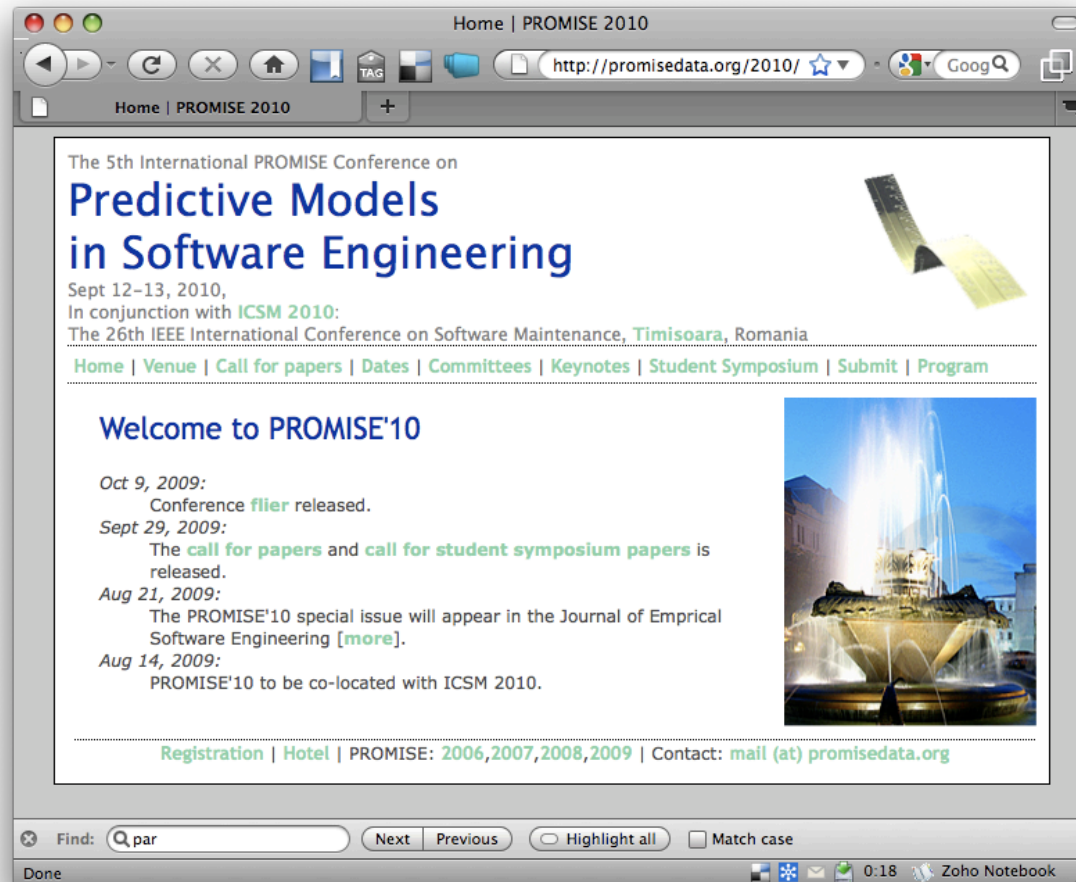 Home | PROMISE 2010
TAG
http://promisedata.org/2010/
Goog
Home | PROMISE 2010
+
The 5th International PROMISE Conference on
Predictive Models
in Software Engineering
Sept 12-13, 2010,
In conjunction with ICSM 2010:
The 26th IEEE International Conference on Software Maintenance, Timisoara, Romania
Home | Venue | Call for papers | Dates | Committees | Keynotes | Student Symposium | Submit | Program
Welcome to PROMISE'10
Oct 9, 2009:
Conference flier released.
Sept 29, 2009:
The call for papers and call for student symposium papers is
released.
Aug 21, 2009:
The PROMISE'10 special issue will appear in the Journal of Emprical
Software Engineering [more].
Aug 14, 2009:
PROMISE'10 to be co-located with ICSM 2010.
Registration | Hotel | PROMISE: 2006,2007,2008,2009 | Contact: mail (at) promisedata.org
Find: par Next Previous Highlight all Match case
Done 0:18 Zoho Notebook